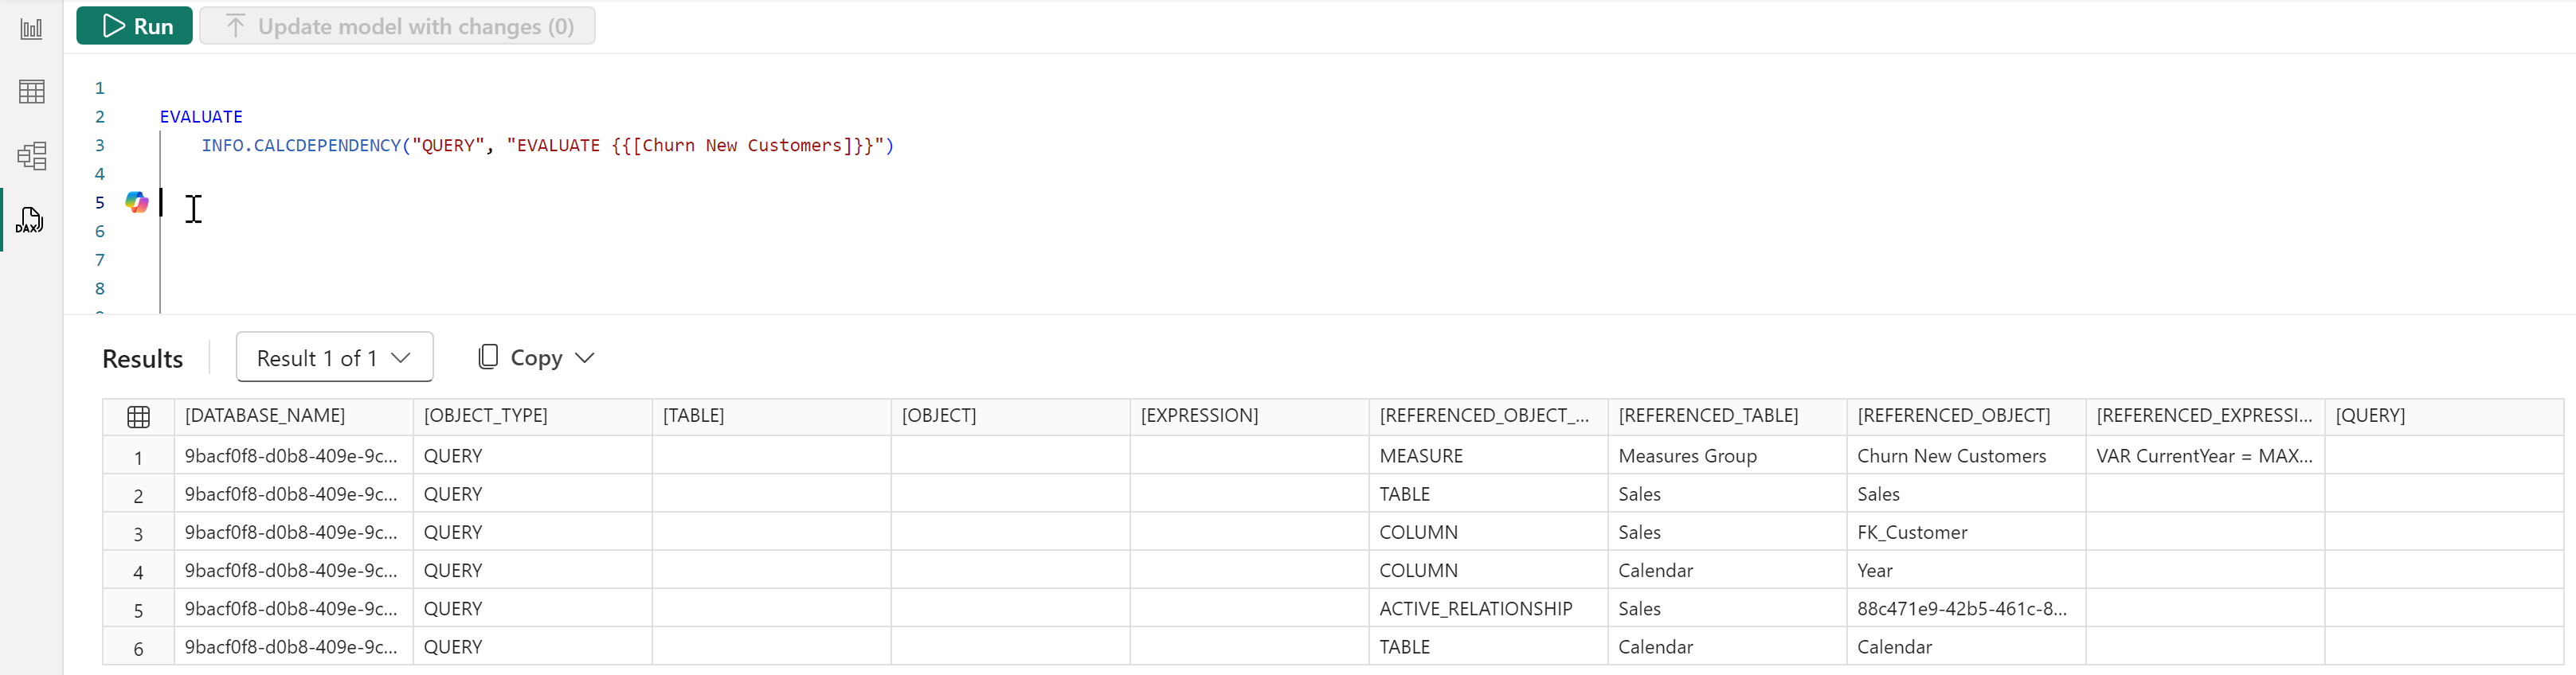 Run Update model with changes (0)
1
2 EVALUATE
3 INFO.CALCDEPENDENCY("QUERY", "EVALUATE {{[Churn New Customers]}}")
4
DAX 5
6
7
8
Results Result 1 of 1 Copy
[DATABASE_NAME] [OBJECT_TYPE] [TABLE] [OBJECT] [EXPRESSION] [REFERENCED_OBJECT_... [REFERENCED_TABLE] [REFERENCED_OBJECT] [REFERENCED_EXPRESSI... [QUERY]
1 9bacf0f8-d0b8-409e-9c... QUERY MEASURE Measures Group Churn New Customers VAR CurrentYear = MAX...
2 9bacf0f8-d0b8-409e-9c... QUERY TABLE Sales Sales
3 9bacf0f8-d0b8-409e-9c... QUERY COLUMN Sales FK_Customer
4 9bacf0f8-d0b8-409e-9c... QUERY COLUMN Calendar Year
5 9bacf0f8-d0b8-409e-9c... QUERY ACTIVE_RELATIONSHIP Sales 88c471e9-42b5-461c-8...
6 9bacf0f8-d0b8-409e-9c... QUERY TABLE Calendar Calendar